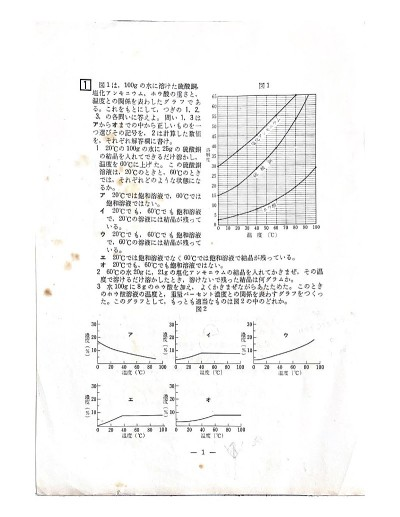 1 図1は，100gの水に溶けた硫酸銅，
塩化アンモニウム，ホウ酸の重さと，
温度との関係を表わしたグラフであ
る。これをもとにして，つぎの1，2，
3，の各問いに答えよ。問い1，3は
アからオまでの中から正しいものを一
つ選びその記号を，2は計算した数値
を，それぞれ解答欄に書け。
1 20℃の100gの水に25gの硫酸銅
の結晶を入れてできるだけ溶かし，
温度を60℃に上げた。この硫酸銅
溶液は，20℃のときと，60℃のとき
では，それぞれどのような状態にな
るか。
ア 20℃では飽和溶液で，60℃では
飽和溶液ではない。
イ 20℃でも，60℃でも飽和溶液
で，20℃の溶液には結晶が残って
いる。
ウ 20℃でも，60℃でも飽和溶液
で，60℃の溶液には結晶が残って
いる。
エ 20℃では飽和溶液でなく60℃では飽和溶液で結晶が残っている。
オ 20℃でも，60℃でも飽和溶液ではない。
2 60℃の水20gに，21gの塩化アンモニウムの結晶を入れてかきまぜ，その温
度で溶けるだけ溶かしたとき，溶けないで残った結晶は何グラムか。
3 水100gに8gのホウ酸を加え，よくかきまぜながらあたためた。このとき
のホウ酸溶液の温度と，重量パーセント濃度との関係を表わすグラフをつくっ
た。このグラフとして，もっとも適当なものは図2の中のどれか。
図1
65
60
55
50
45
40
35
30
25
20
15
10
5
0
0 10 20 30 40 50 60 70 80 90 100
温度 (℃)
硫酸銅
ホウ酸
図2
ア イ ウ
30
20
10
0 20 40 60 80 100
濃度(%)
温度(℃)
30
20
10
0 20 40 60 80 100
濃度(%)
温度(℃)
30
20
10
0 20 40 60 80 100
濃度(%)
温度(℃)
エ オ
30
20
10
0 20 40 60 80 100
濃度(%)
温度(℃)
30
20
10
0 20 40 60 80 100
濃度(%)
温度(℃)
— 1 —